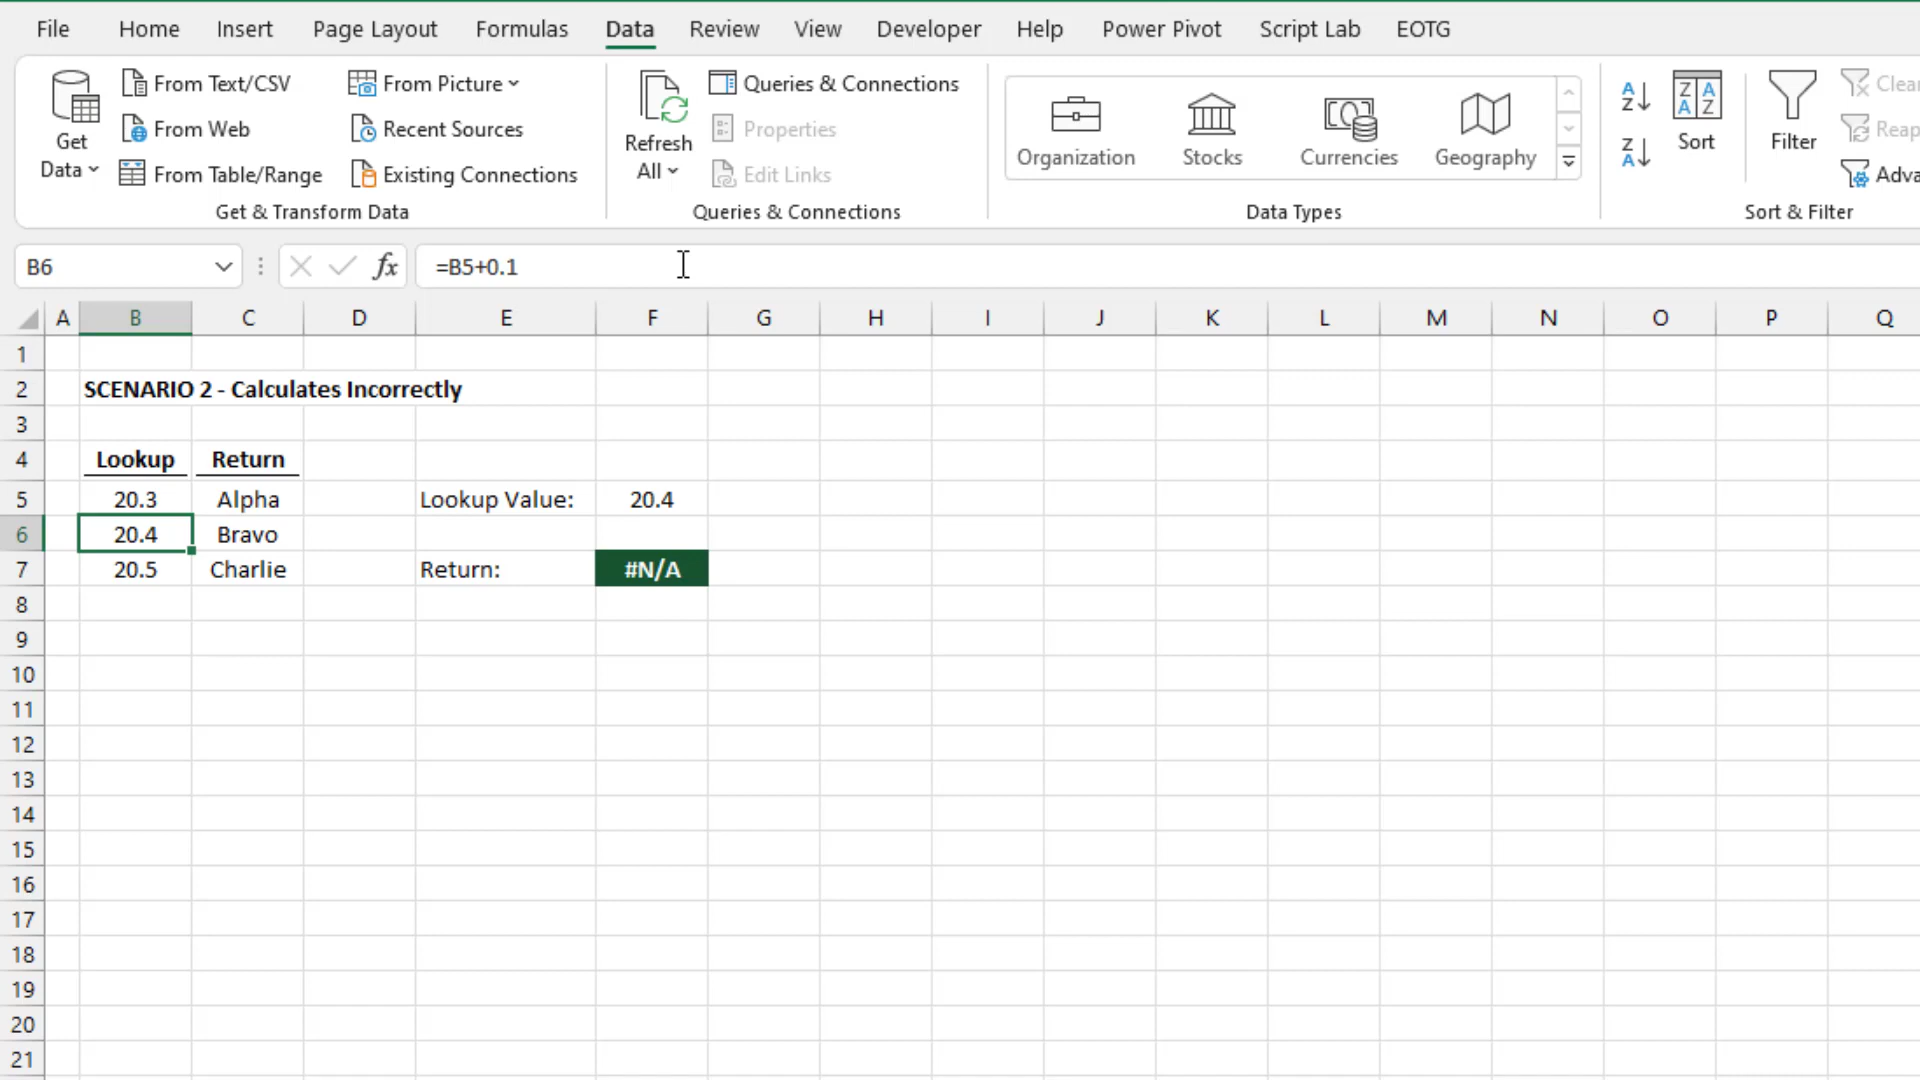 File Home Insert Page Layout Formulas Data Review View Developer Help Power Pivot Script Lab EOTG
Get Data
From Text/CSV
From Web
From Table/Range
From Picture
Recent Sources
Existing Connections
Get & Transform Data
Refresh All
Queries & Connections
Properties
Edit Links
Queries & Connections
Organization Stocks Currencies Geography
Data Types
A Z
Z A
Z A A Z
Sort
Filter
Clear
Reap
Adva
Sort & Filter
B6 fx =B5+0.1
A B C D E F G H I J K L M N O P Q
1
2 SCENARIO 2 - Calculates Incorrectly
3
4 Lookup Return
5 20.3 Alpha Lookup Value: 20.4
6 20.4 Bravo
7 20.5 Charlie Return: #N/A
8
9
10
11
12
13
14
15
16
17
18
19
20
21